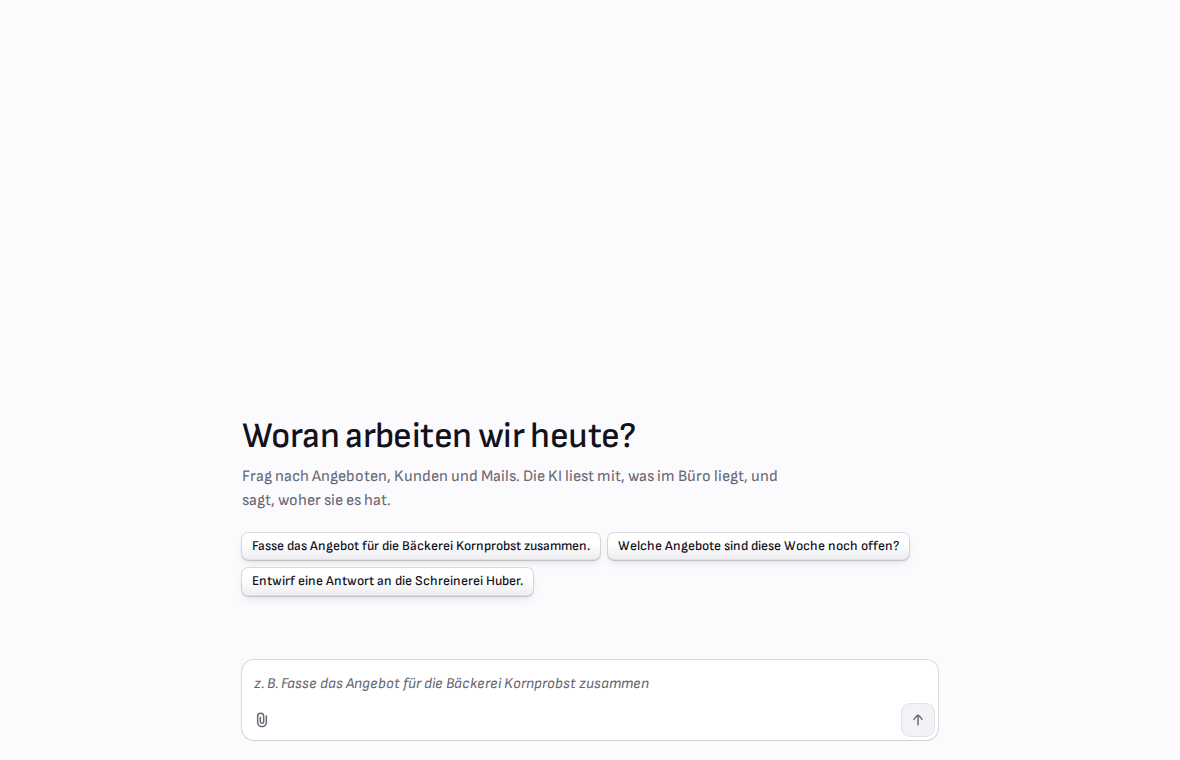 Woran arbeiten wir heute?
Frag nach Angeboten, Kunden und Mails. Die KI liest mit, was im Büro liegt, und
sagt, woher sie es hat.
Fasse das Angebot für die Bäckerei Kornprobst zusammen.
Welche Angebote sind diese Woche noch offen?
Entwirf eine Antwort an die Schreinerei Huber.
z. B. Fasse das Angebot für die Bäckerei Kornprobst zusammen